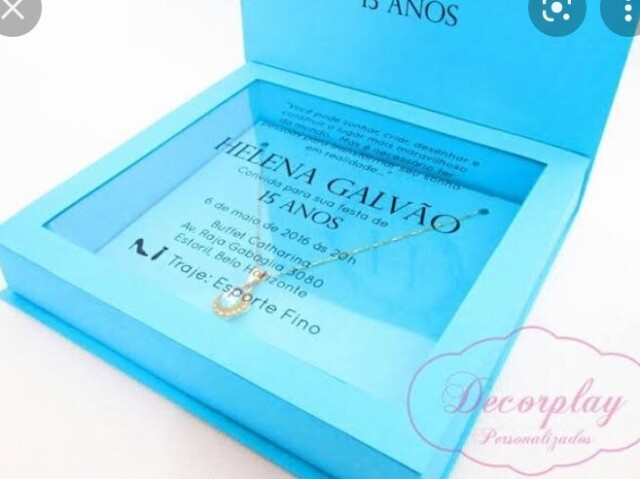 15 ANOS
"Você pode sonhar, criar, desenhar e
construir o lugar mais maravilhoso
do mundo... Mas é necessário ter
pessoas para transformar seu sonho
em realidade..."
HELENA GALVÃO
Convida para sua festa de
15 ANOS
6 de maio de 2016 às 20h
Buffet Catharina
Av. Raja Gabaglia 3060
Estoril, Belo Horizonte
Traje: Esporte Fino
Decorplay
Personalizados